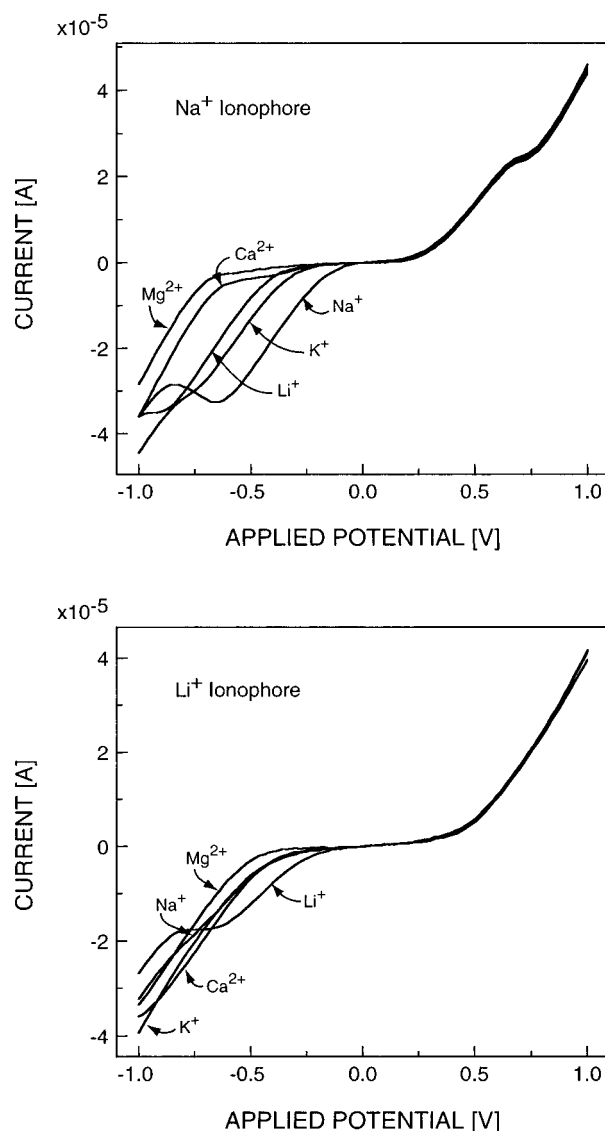 x10⁻⁵
4
2
0
-2
-4
CURRENT [A]
Na⁺ Ionophore
Ca²⁺
Mg²⁺
Na⁺
K⁺
Li⁺
-1.0 -0.5 0.0 0.5 1.0
APPLIED POTENTIAL [V]
x10⁻⁵
4
2
0
-2
-4
CURRENT [A]
Li⁺ Ionophore
Mg²⁺
Na⁺
Li⁺
Ca²⁺
K⁺
-1.0 -0.5 0.0 0.5 1.0
APPLIED POTENTIAL [V]